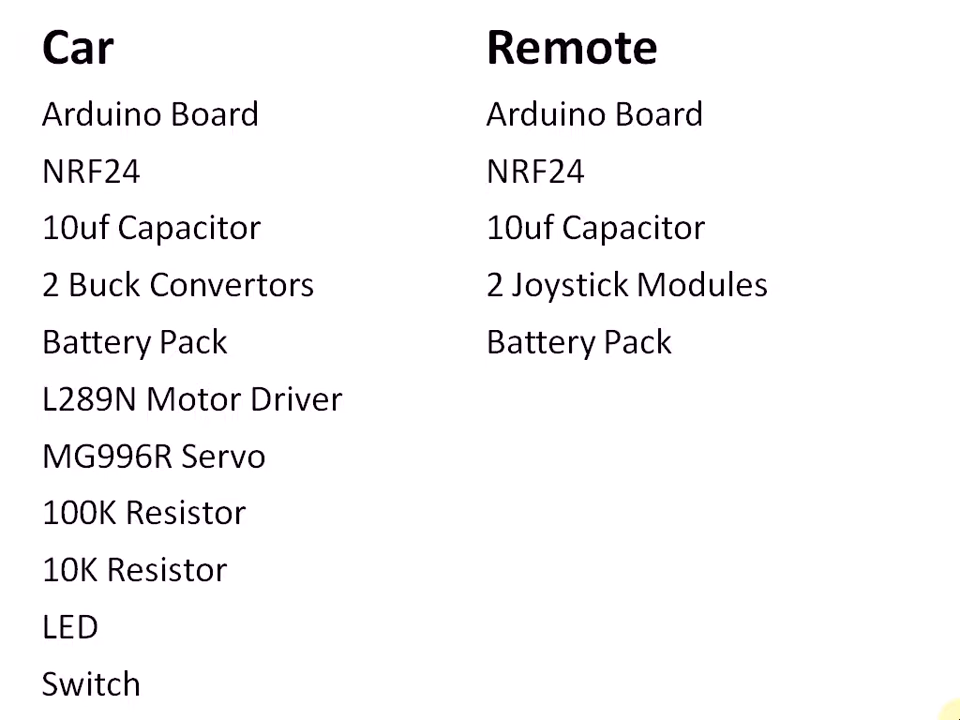 Car
Arduino Board
NRF24
10uf Capacitor
2 Buck Convertors
Battery Pack
L289N Motor Driver
MG996R Servo
100K Resistor
10K Resistor
LED
Switch
Remote
Arduino Board
NRF24
10uf Capacitor
2 Joystick Modules
Battery Pack